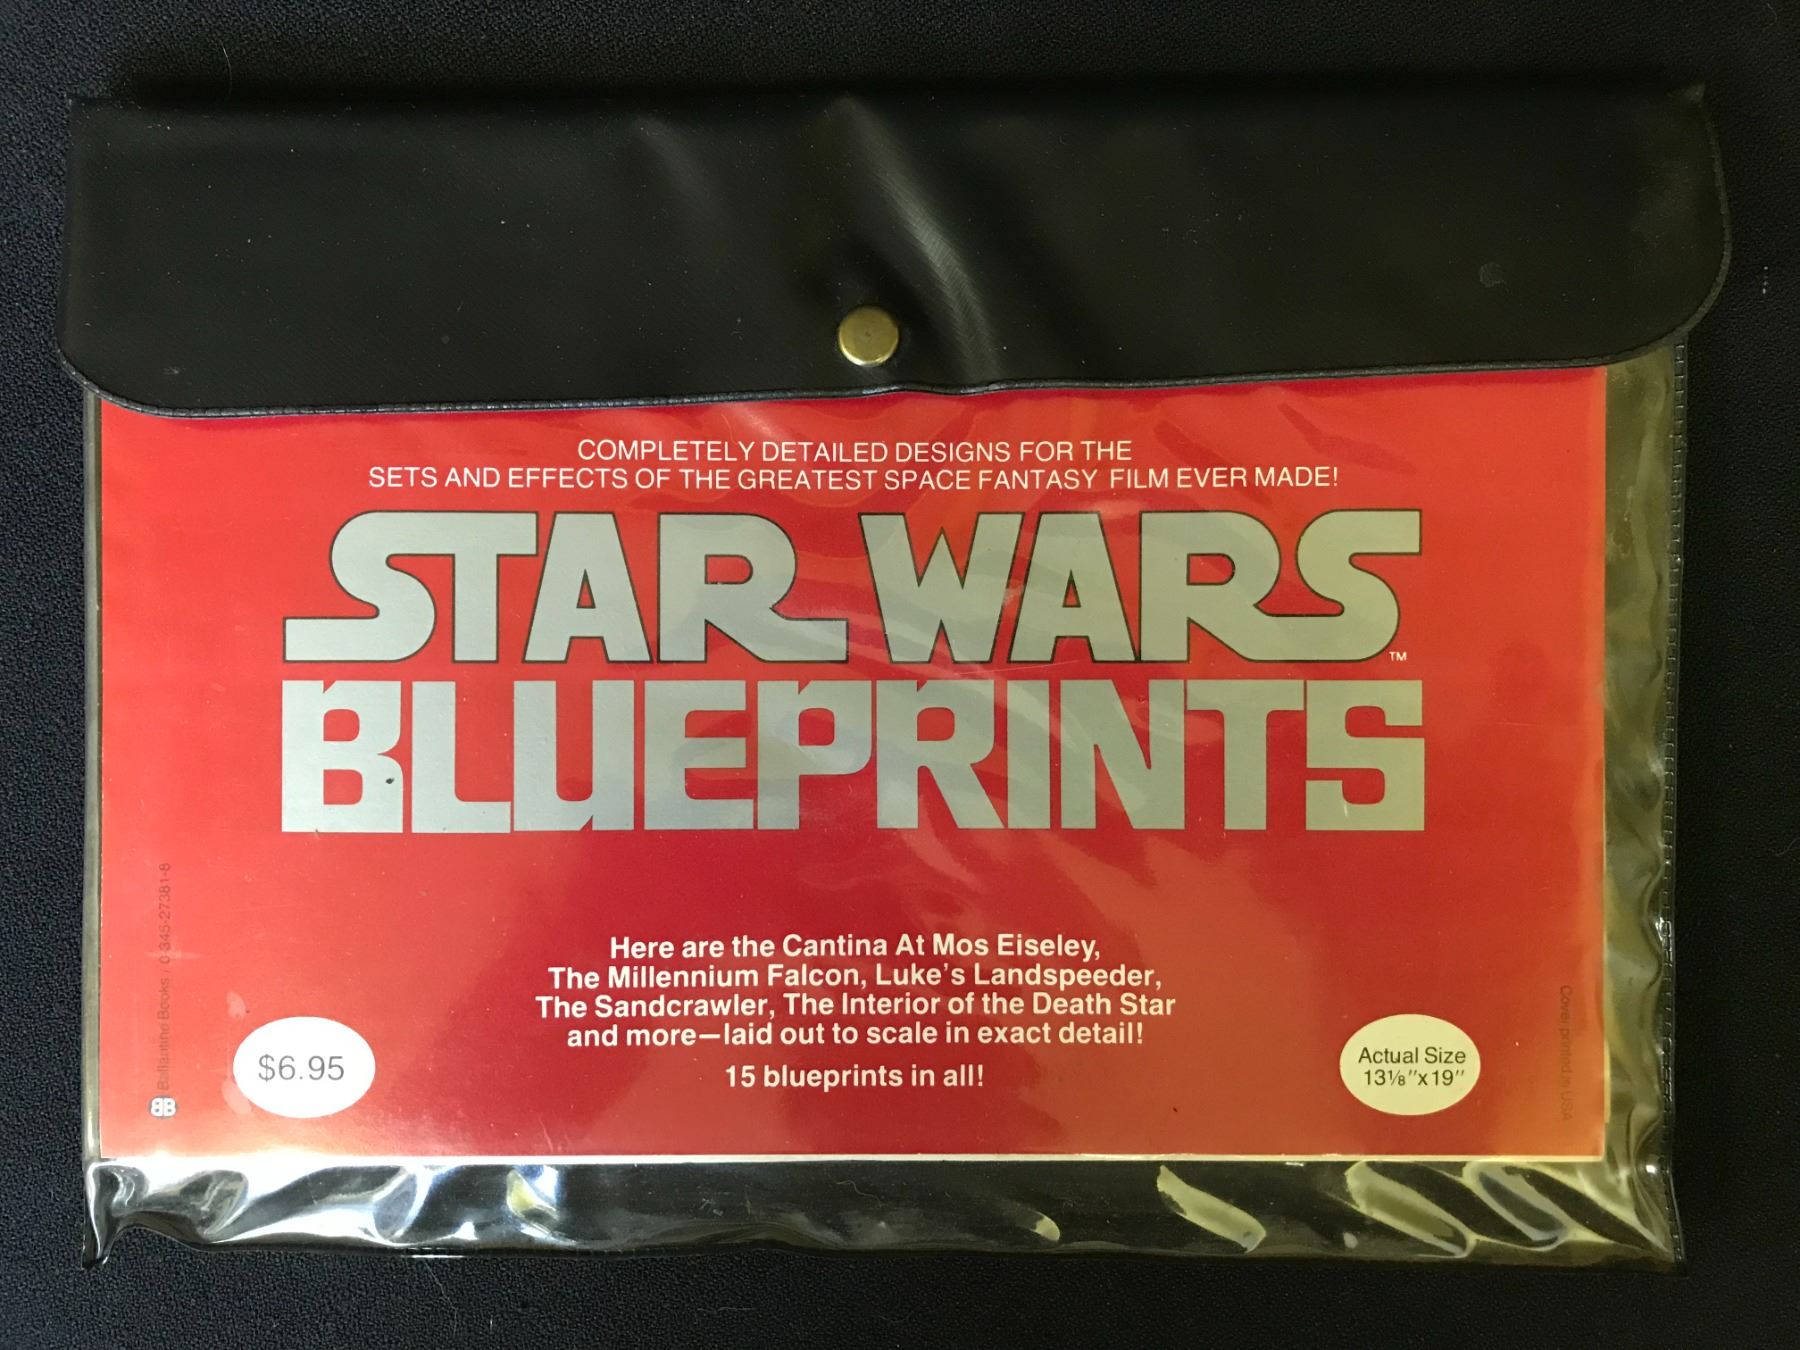 COMPLETELY DETAILED DESIGNS FOR THE
SETS AND EFFECTS OF THE GREATEST SPACE FANTASY FILM EVER MADE!
STAR WARS
TM
BLUEPRINTS
Here are the Cantina At Mos Eiseley,
The Millennium Falcon, Luke's Landspeeder,
The Sandcrawler, The Interior of the Death Star
and more—laid out to scale in exact detail!
15 blueprints in all!
$6.95
Actual Size
13⅛"x19"
BB Ballantine Books / 0-345-27381-8
Cover printed in USA